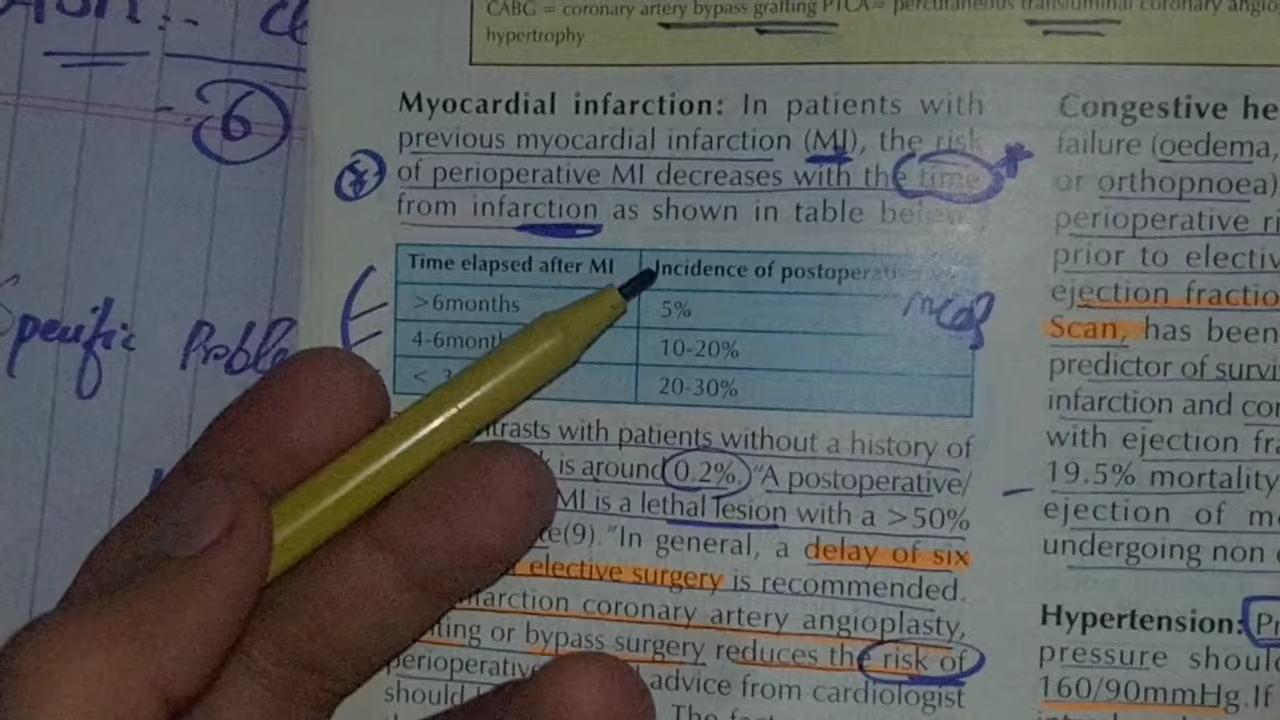 CABG = coronary artery bypass grafting PTCA= percutaneous transluminal coronary angio
hypertrophy
6
Specific Proble
Myocardial infarction: In patients with
previous myocardial infarction (MI), the risk
of perioperative MI decreases with the time
from infarction as shown in table below
Time elapsed after MI Incidence of postoperati
>6months 5%
4-6mont 10-20%
< 3 20-30%
trasts with patients without a history of
k is around 0.2%. "A postoperative/
MI is a lethal lesion with a >50%
te(9). "In general, a delay of six
elective surgery is recommended.
farction coronary artery angioplasty,
ting or bypass surgery reduces the risk of
perioperative advice from cardiologist
should
The
Congestive he
failure (oedema,
or orthopnoea)
perioperative ri
prior to electiv
ejection fractio
Scan, has been
predictor of survi
infarction and cor
with ejection fra
19.5% mortality
ejection of m
undergoing non
Hypertension: Pr
pressure shoul
160/90mmHg. If